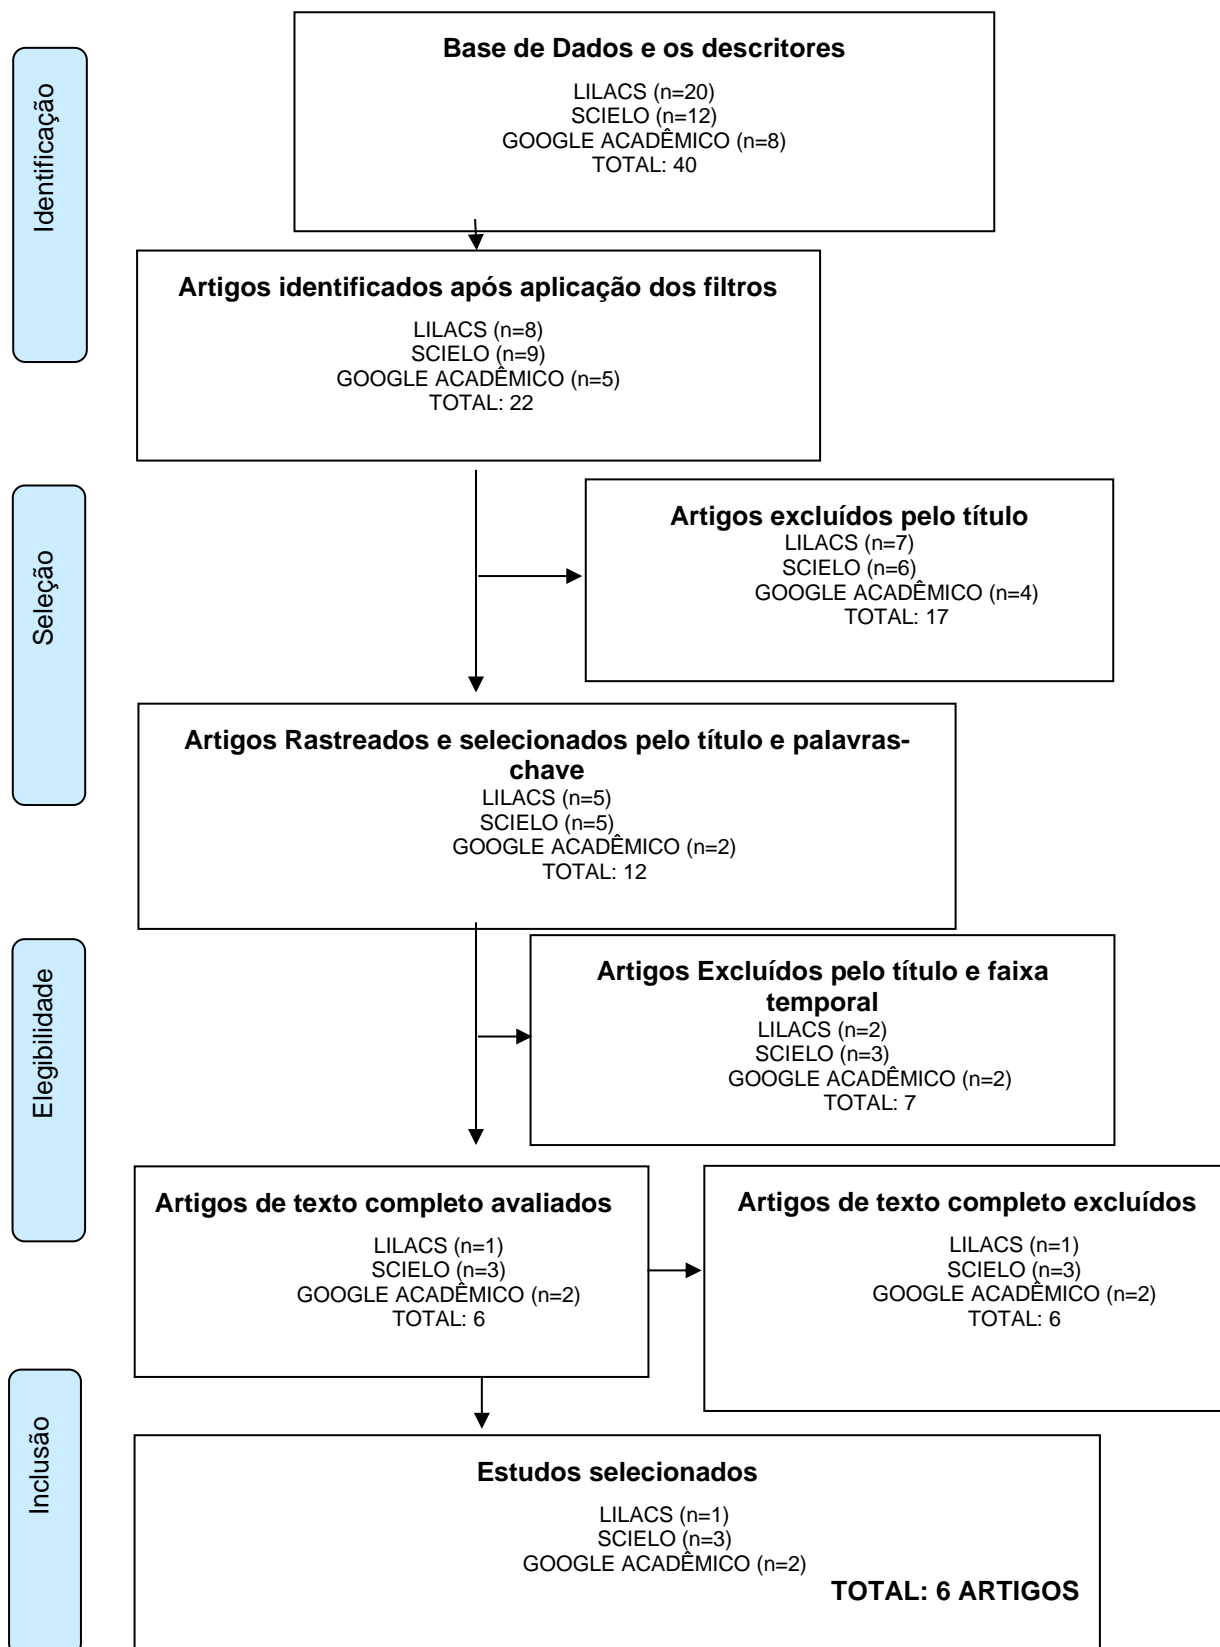 Identificação
Base de Dados e os descritores
LILACS (n=20)
SCIELO (n=12)
GOOGLE ACADÊMICO (n=8)
TOTAL: 40
Artigos identificados após aplicação dos filtros
LILACS (n=8)
SCIELO (n=9)
GOOGLE ACADÊMICO (n=5)
TOTAL: 22
Seleção
Artigos excluídos pelo título
LILACS (n=7)
SCIELO (n=6)
GOOGLE ACADÊMICO (n=4)
TOTAL: 17
Artigos Rastreados e selecionados pelo título e palavras-
chave
LILACS (n=5)
SCIELO (n=5)
GOOGLE ACADÊMICO (n=2)
TOTAL: 12
Elegibilidade
Artigos Excluídos pelo título e faixa
temporal
LILACS (n=2)
SCIELO (n=3)
GOOGLE ACADÊMICO (n=2)
TOTAL: 7
Artigos de texto completo avaliados
LILACS (n=1)
SCIELO (n=3)
GOOGLE ACADÊMICO (n=2)
TOTAL: 6
Artigos de texto completo excluídos
LILACS (n=1)
SCIELO (n=3)
GOOGLE ACADÊMICO (n=2)
TOTAL: 6
Inclusão
Estudos selecionados
LILACS (n=1)
SCIELO (n=3)
GOOGLE ACADÊMICO (n=2)
TOTAL: 6 ARTIGOS